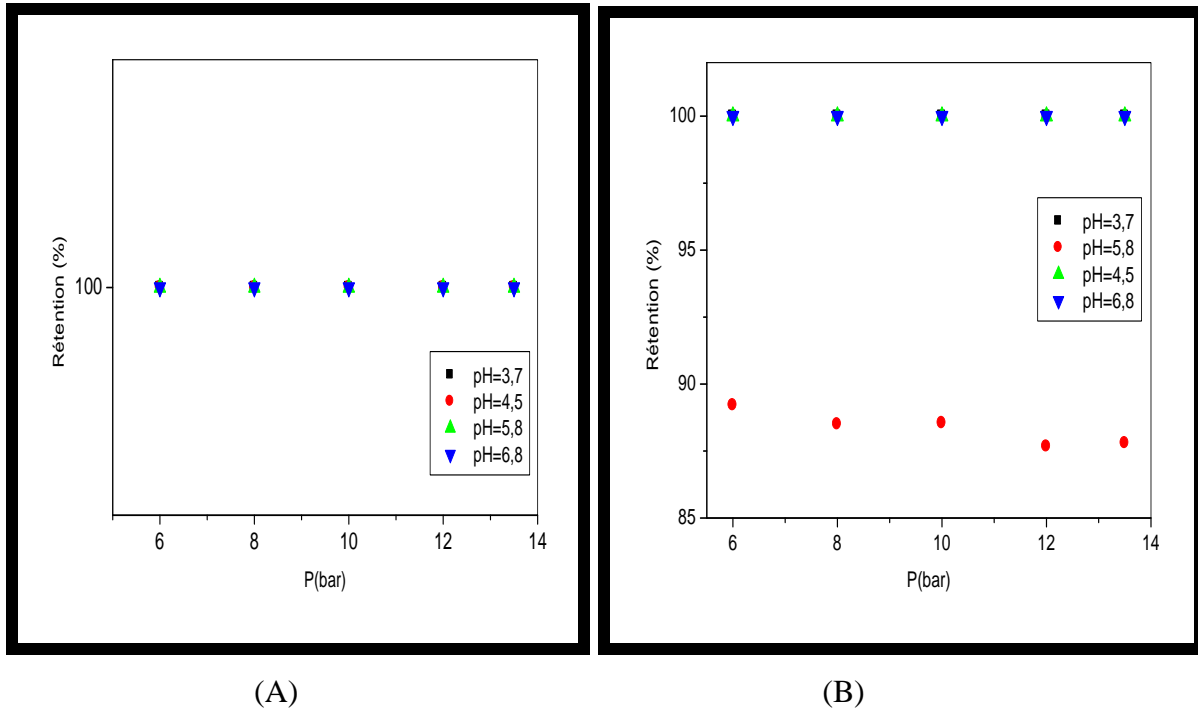 Rétention (%)
100
pH=3,7
pH=4,5
pH=5,8
pH=6,8
6 8 10 12 14
P(bar)
(A)
Rétention (%)
100
95
90
85
pH=3,7
pH=5,8
pH=4,5
pH=6,8
6 8 10 12 14
P(bar)
(B)